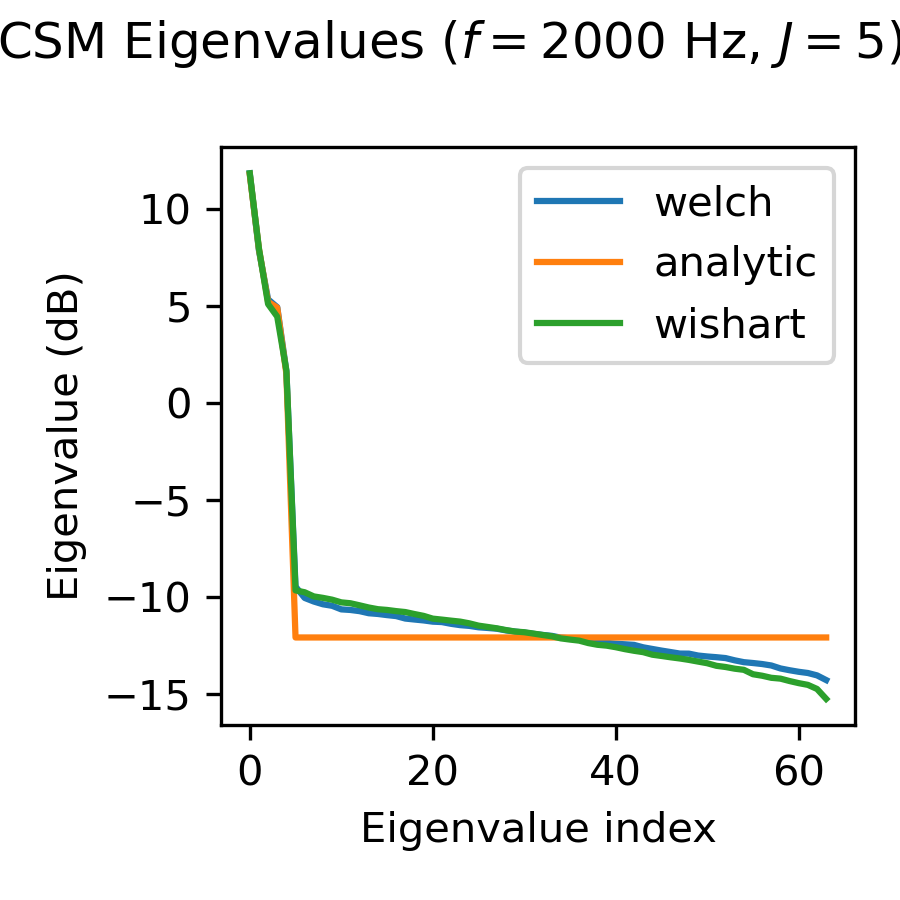 CSM Eigenvalues (f = 2000 Hz, J = 5)
welch
analytic
wishart
Eigenvalue (dB)
10
5
0
−5
−10
−15
0 20 40 60
Eigenvalue index